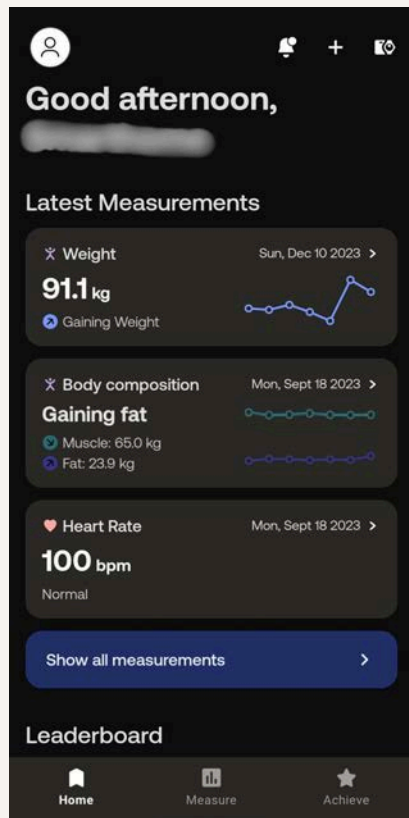 Good afternoon,
Latest Measurements
Weight
Sun, Dec 10 2023
91.1 kg
Gaining Weight
Body composition
Mon, Sept 18 2023
Gaining fat
Muscle: 65.0 kg
Fat: 23.9 kg
Heart Rate
Mon, Sept 18 2023
100 bpm
Normal
Show all measurements
Leaderboard
Home
Measure
Achieve